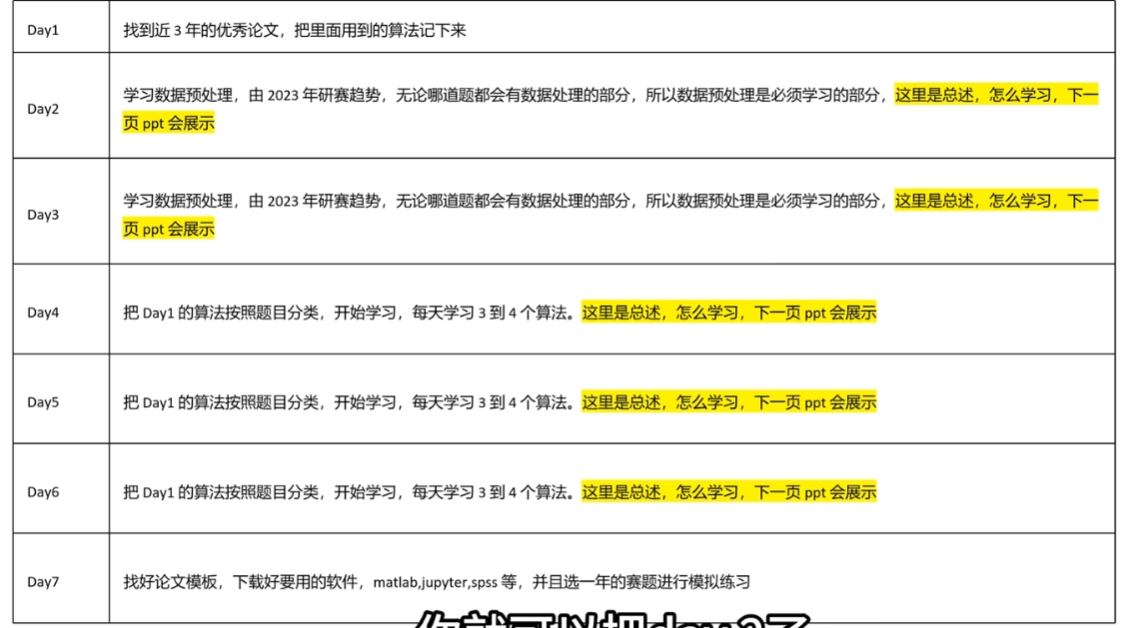 Day1
找到近 3 年的优秀论文，把里面用到的算法记下来
Day2
学习数据预处理，由 2023 年研赛趋势，无论哪道题都会有数据处理的部分，所以数据预处理是必须学习的部分，这里是总述，怎么学习，下一
页 ppt 会展示
Day3
学习数据预处理，由 2023 年研赛趋势，无论哪道题都会有数据处理的部分，所以数据预处理是必须学习的部分，这里是总述，怎么学习，下一
页 ppt 会展示
Day4
把 Day1 的算法按照题目分类，开始学习，每天学习 3 到 4 个算法。这里是总述，怎么学习，下一页 ppt 会展示
Day5
把 Day1 的算法按照题目分类，开始学习，每天学习 3 到 4 个算法。这里是总述，怎么学习，下一页 ppt 会展示
Day6
把 Day1 的算法按照题目分类，开始学习，每天学习 3 到 4 个算法。这里是总述，怎么学习，下一页 ppt 会展示
Day7
找好论文模板，下载好要用的软件，matlab,jupyter,spss 等，并且选一年的赛题进行模拟练习
你就可以把day